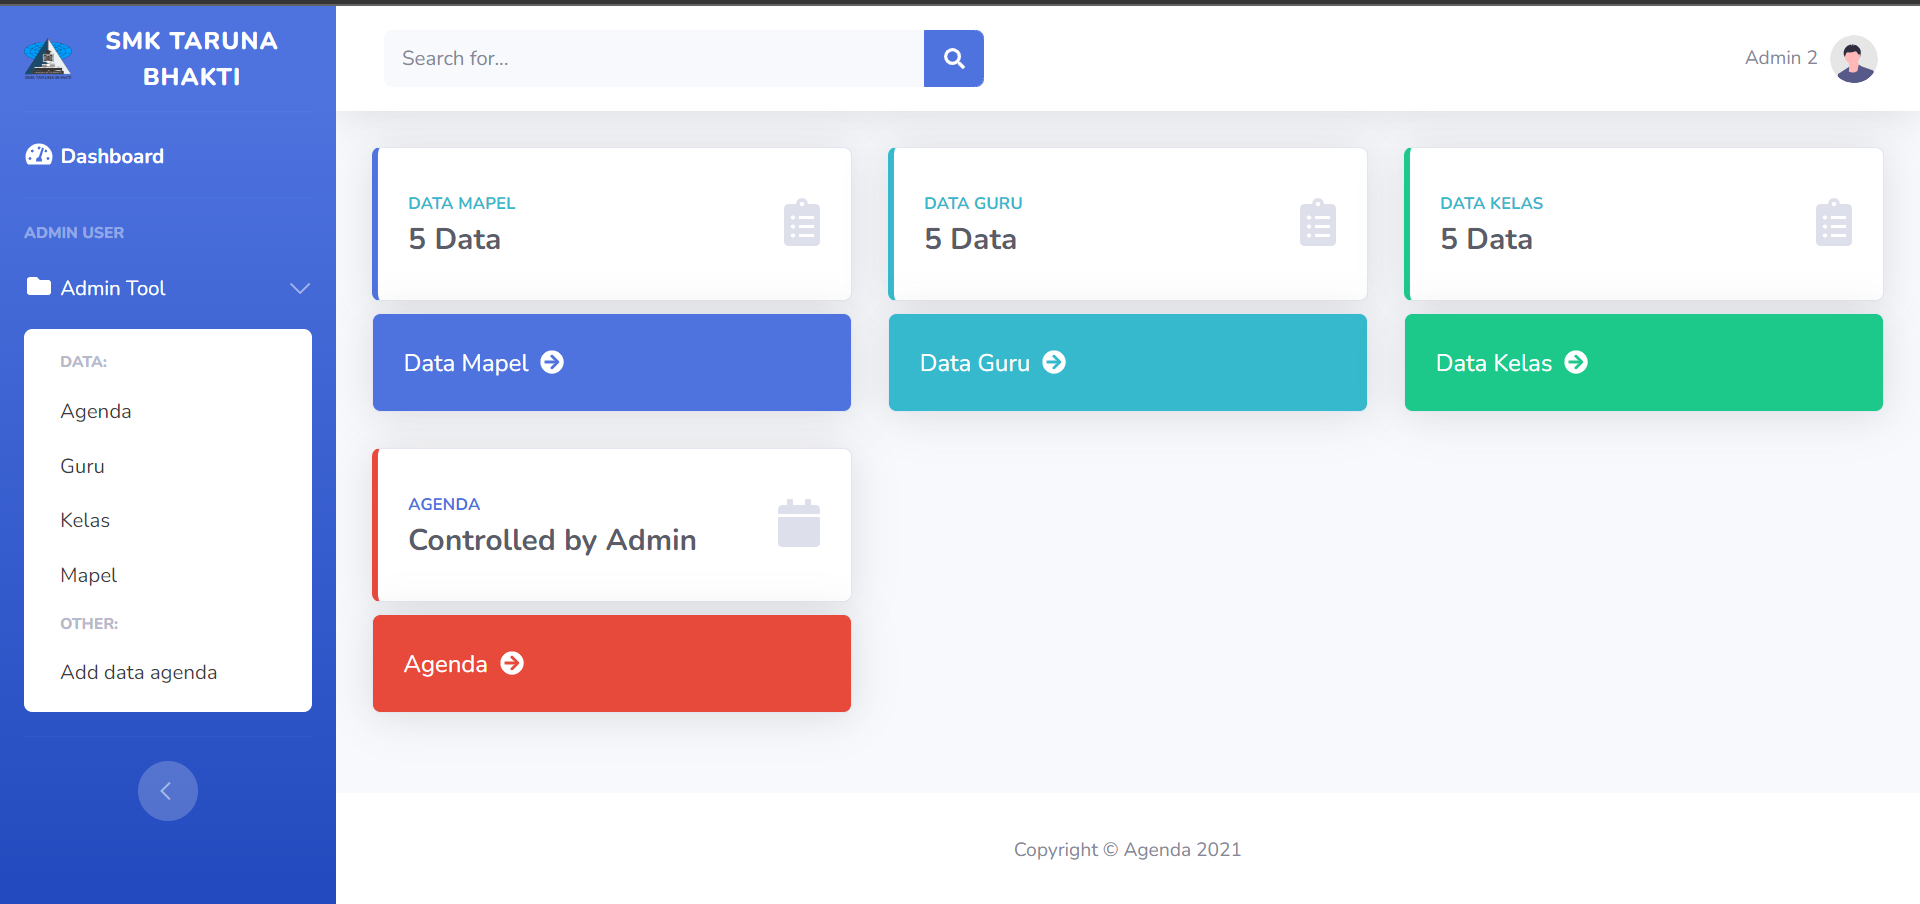 SMK TARUNA
BHAKTI
Dashboard
ADMIN USER
Admin Tool
DATA:
Agenda
Guru
Kelas
Mapel
OTHER:
Add data agenda
Search for...
Admin 2
DATA MAPEL
5 Data
Data Mapel
DATA GURU
5 Data
Data Guru
DATA KELAS
5 Data
Data Kelas
AGENDA
Controlled by Admin
Agenda
Copyright © Agenda 2021